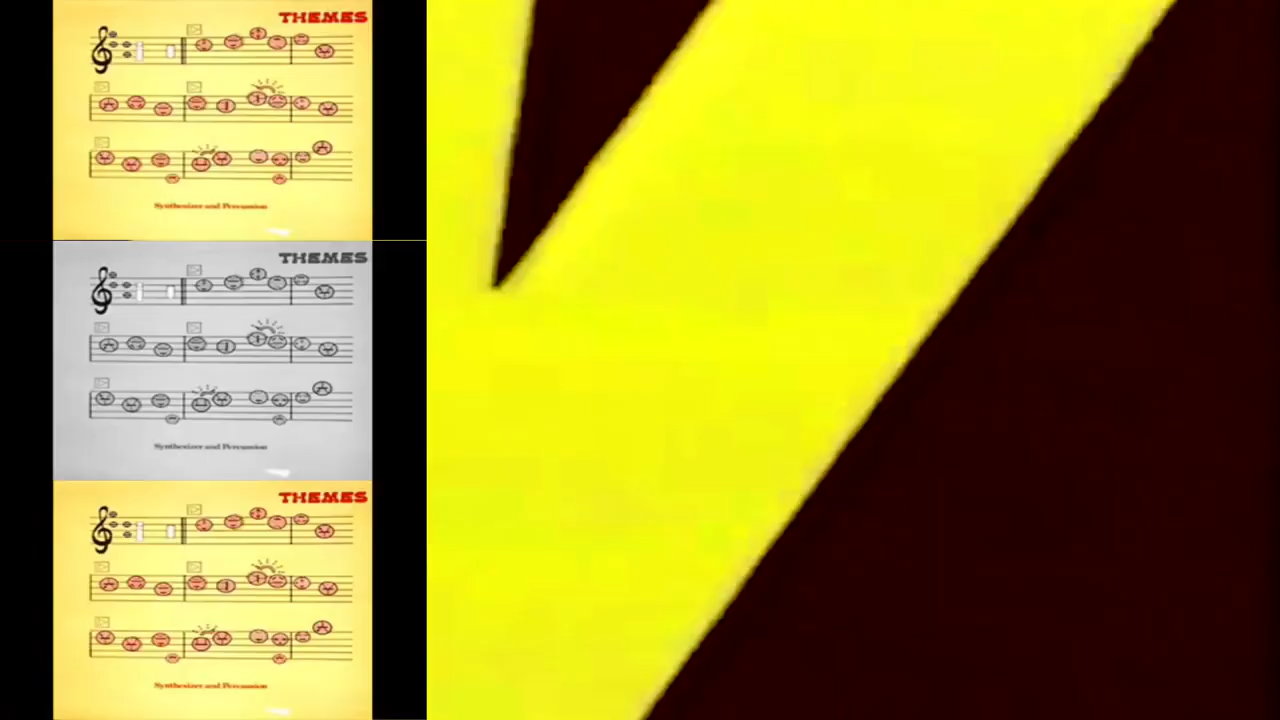 THEMES
Synthesizer and Percussion
THEMES
Synthesizer and Percussion
THEMES
Synthesizer and Percussion